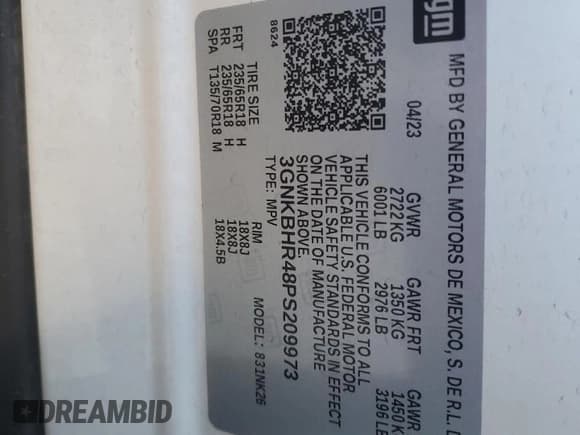 gm
MFD BY GENERAL MOTORS DE MEXICO, S. DE R.L. D
04/23 GVWR GAWR FRT GAWR
2722 KG 1350 KG 1450 K
6001 LB 2976 LB 3196 LB
THIS VEHICLE CONFORMS TO ALL
APPLICABLE U.S. FEDERAL MOTOR
VEHICLE SAFETY STANDARDS IN EFFECT
ON THE DATE OF MANUFACTURE
SHOWN ABOVE.
3GNKBHR48PS209973
TYPE: MPV MODEL: 831NK26
8624
TIRE SIZE RIM
FRT 235/65R18 H 18X8J
RR 235/65R18 H 18X8J
SPA T135/70R18 M 18X4.5B
DREAMBID